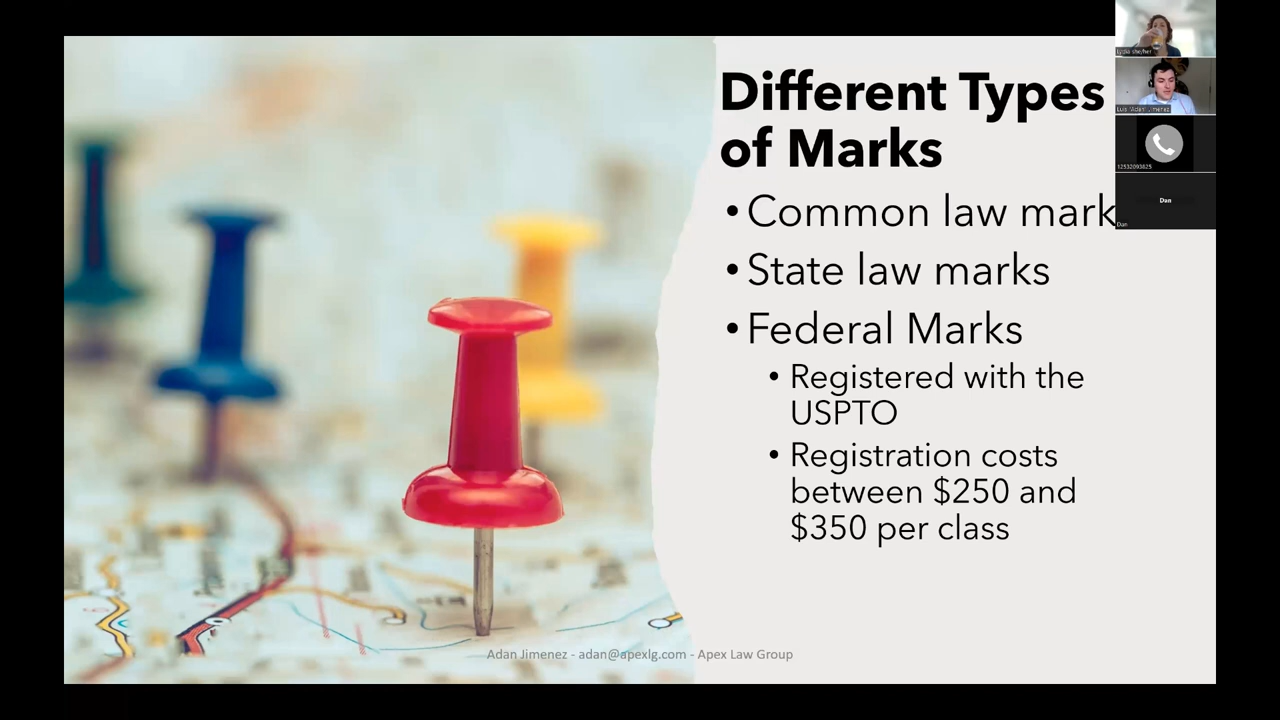 Different Types
of Marks
• Common law mark
• State law marks
• Federal Marks
• Registered with the
USPTO
• Registration costs
between $250 and
$350 per class
Adan Jimenez - adan@apexlg.com - Apex Law Group
Dan
Dan